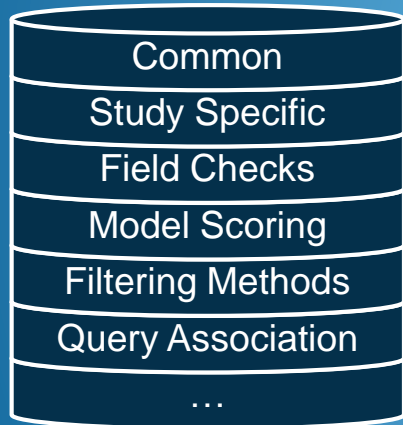 Common
Study Specific
Field Checks
Model Scoring
Filtering Methods
Query Association
…